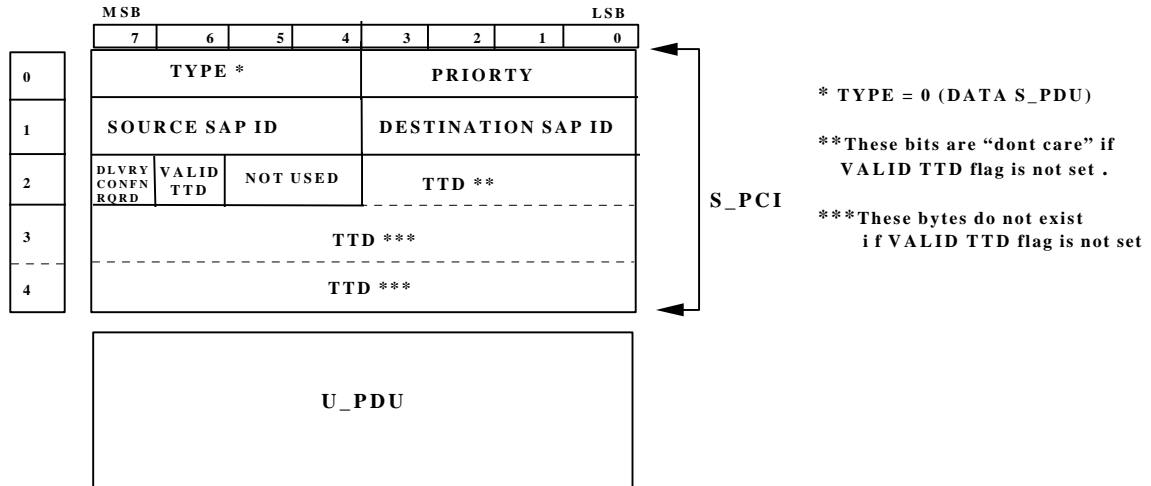 MSB LSB
7 6 5 4 3 2 1 0
0 TYPE * PRIORTY
1 SOURCE SAP ID DESTINATION SAP ID
2 DLVRY CONFN RQRD VALID TTD NOT USED TTD **
3 TTD ***
4 TTD ***
S_PCI
* TYPE = 0 (DATA S_PDU)
**These bits are “dont care” if
VALID TTD flag is not set .
***These bytes do not exist
i f VALID TTD flag is not set
U_PDU